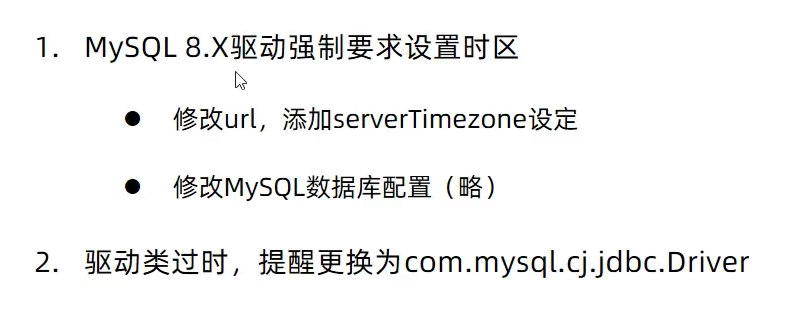 1. MySQL 8.X驱动强制要求设置时区
● 修改url，添加serverTimezone设定
● 修改MySQL数据库配置（略）
2. 驱动类过时，提醒更换为com.mysql.cj.jdbc.Driver